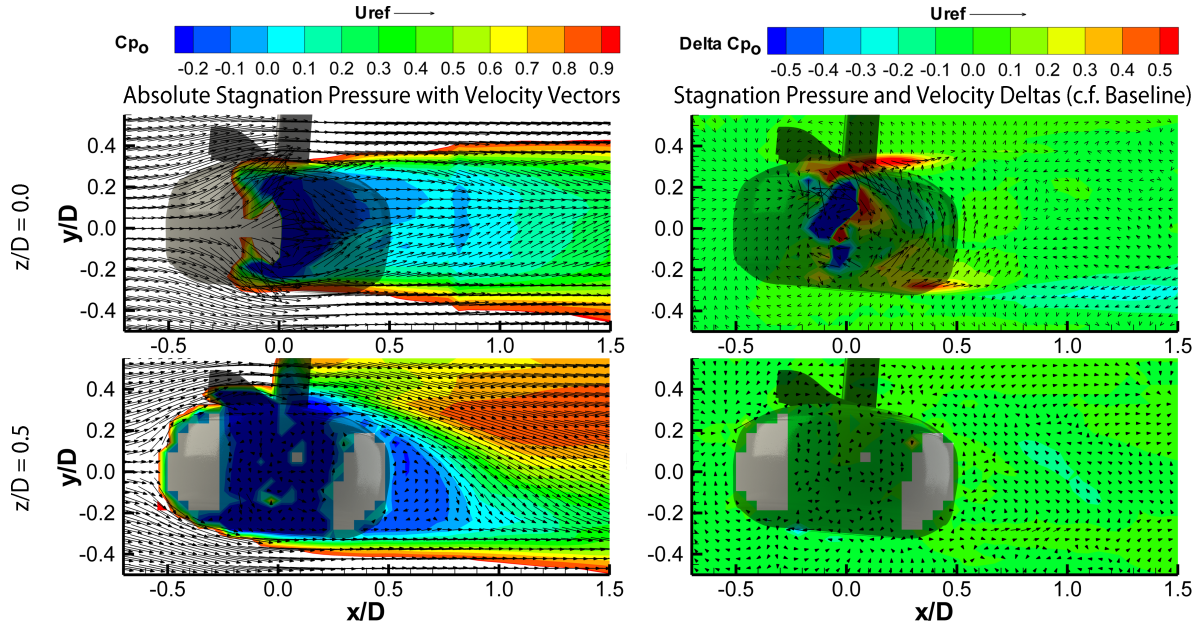 Uref
Cpo
-0.2 -0.1 0.0 0.1 0.2 0.3 0.4 0.5 0.6 0.7 0.8 0.9
Absolute Stagnation Pressure with Velocity Vectors
Uref
Delta Cpo
-0.5 -0.4 -0.3 -0.2 -0.1 0.1 0.2 0.3 0.4 0.5
Stagnation Pressure and Velocity Deltas (c.f. Baseline)
z/D = 0.0
y/D
0.4
0.2
0.0
-0.2
-0.4
-0.5 0.0 0.5 1.0 1.5
0.4
0.2
0.0
-0.2
-0.4
-0.5 0.0 0.5 1.0 1.5
z/D = 0.5
y/D
0.4
0.2
0.0
-0.2
-0.4
-0.5 0.0 0.5 1.0 1.5
x/D
0.4
0.2
0.0
-0.2
-0.4
-0.5 0.0 0.5 1.0 1.5
x/D